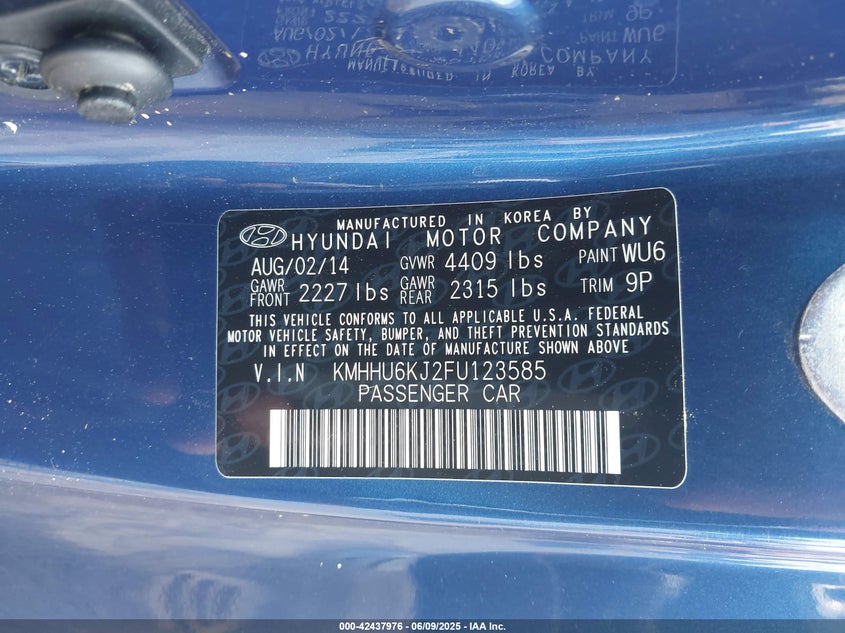 MANUFACTURED IN KOREA BY
HYUNDAI MOTOR COMPANY
AUG/02/14 GVWR 4409 lbs PAINT WU6
GAWR FRONT 2227 lbs GAWR REAR 2315 lbs TRIM 9P
THIS VEHICLE CONFORMS TO ALL APPLICABLE U.S.A. FEDERAL
MOTOR VEHICLE SAFETY, BUMPER, AND THEFT PREVENTION STANDARDS
IN EFFECT ON THE DATE OF MANUFACTURE SHOWN ABOVE
V.I.N KMHHU6KJ2FU123585
PASSENGER CAR
000-42437976 | 06/09/2025 - IAA Inc.